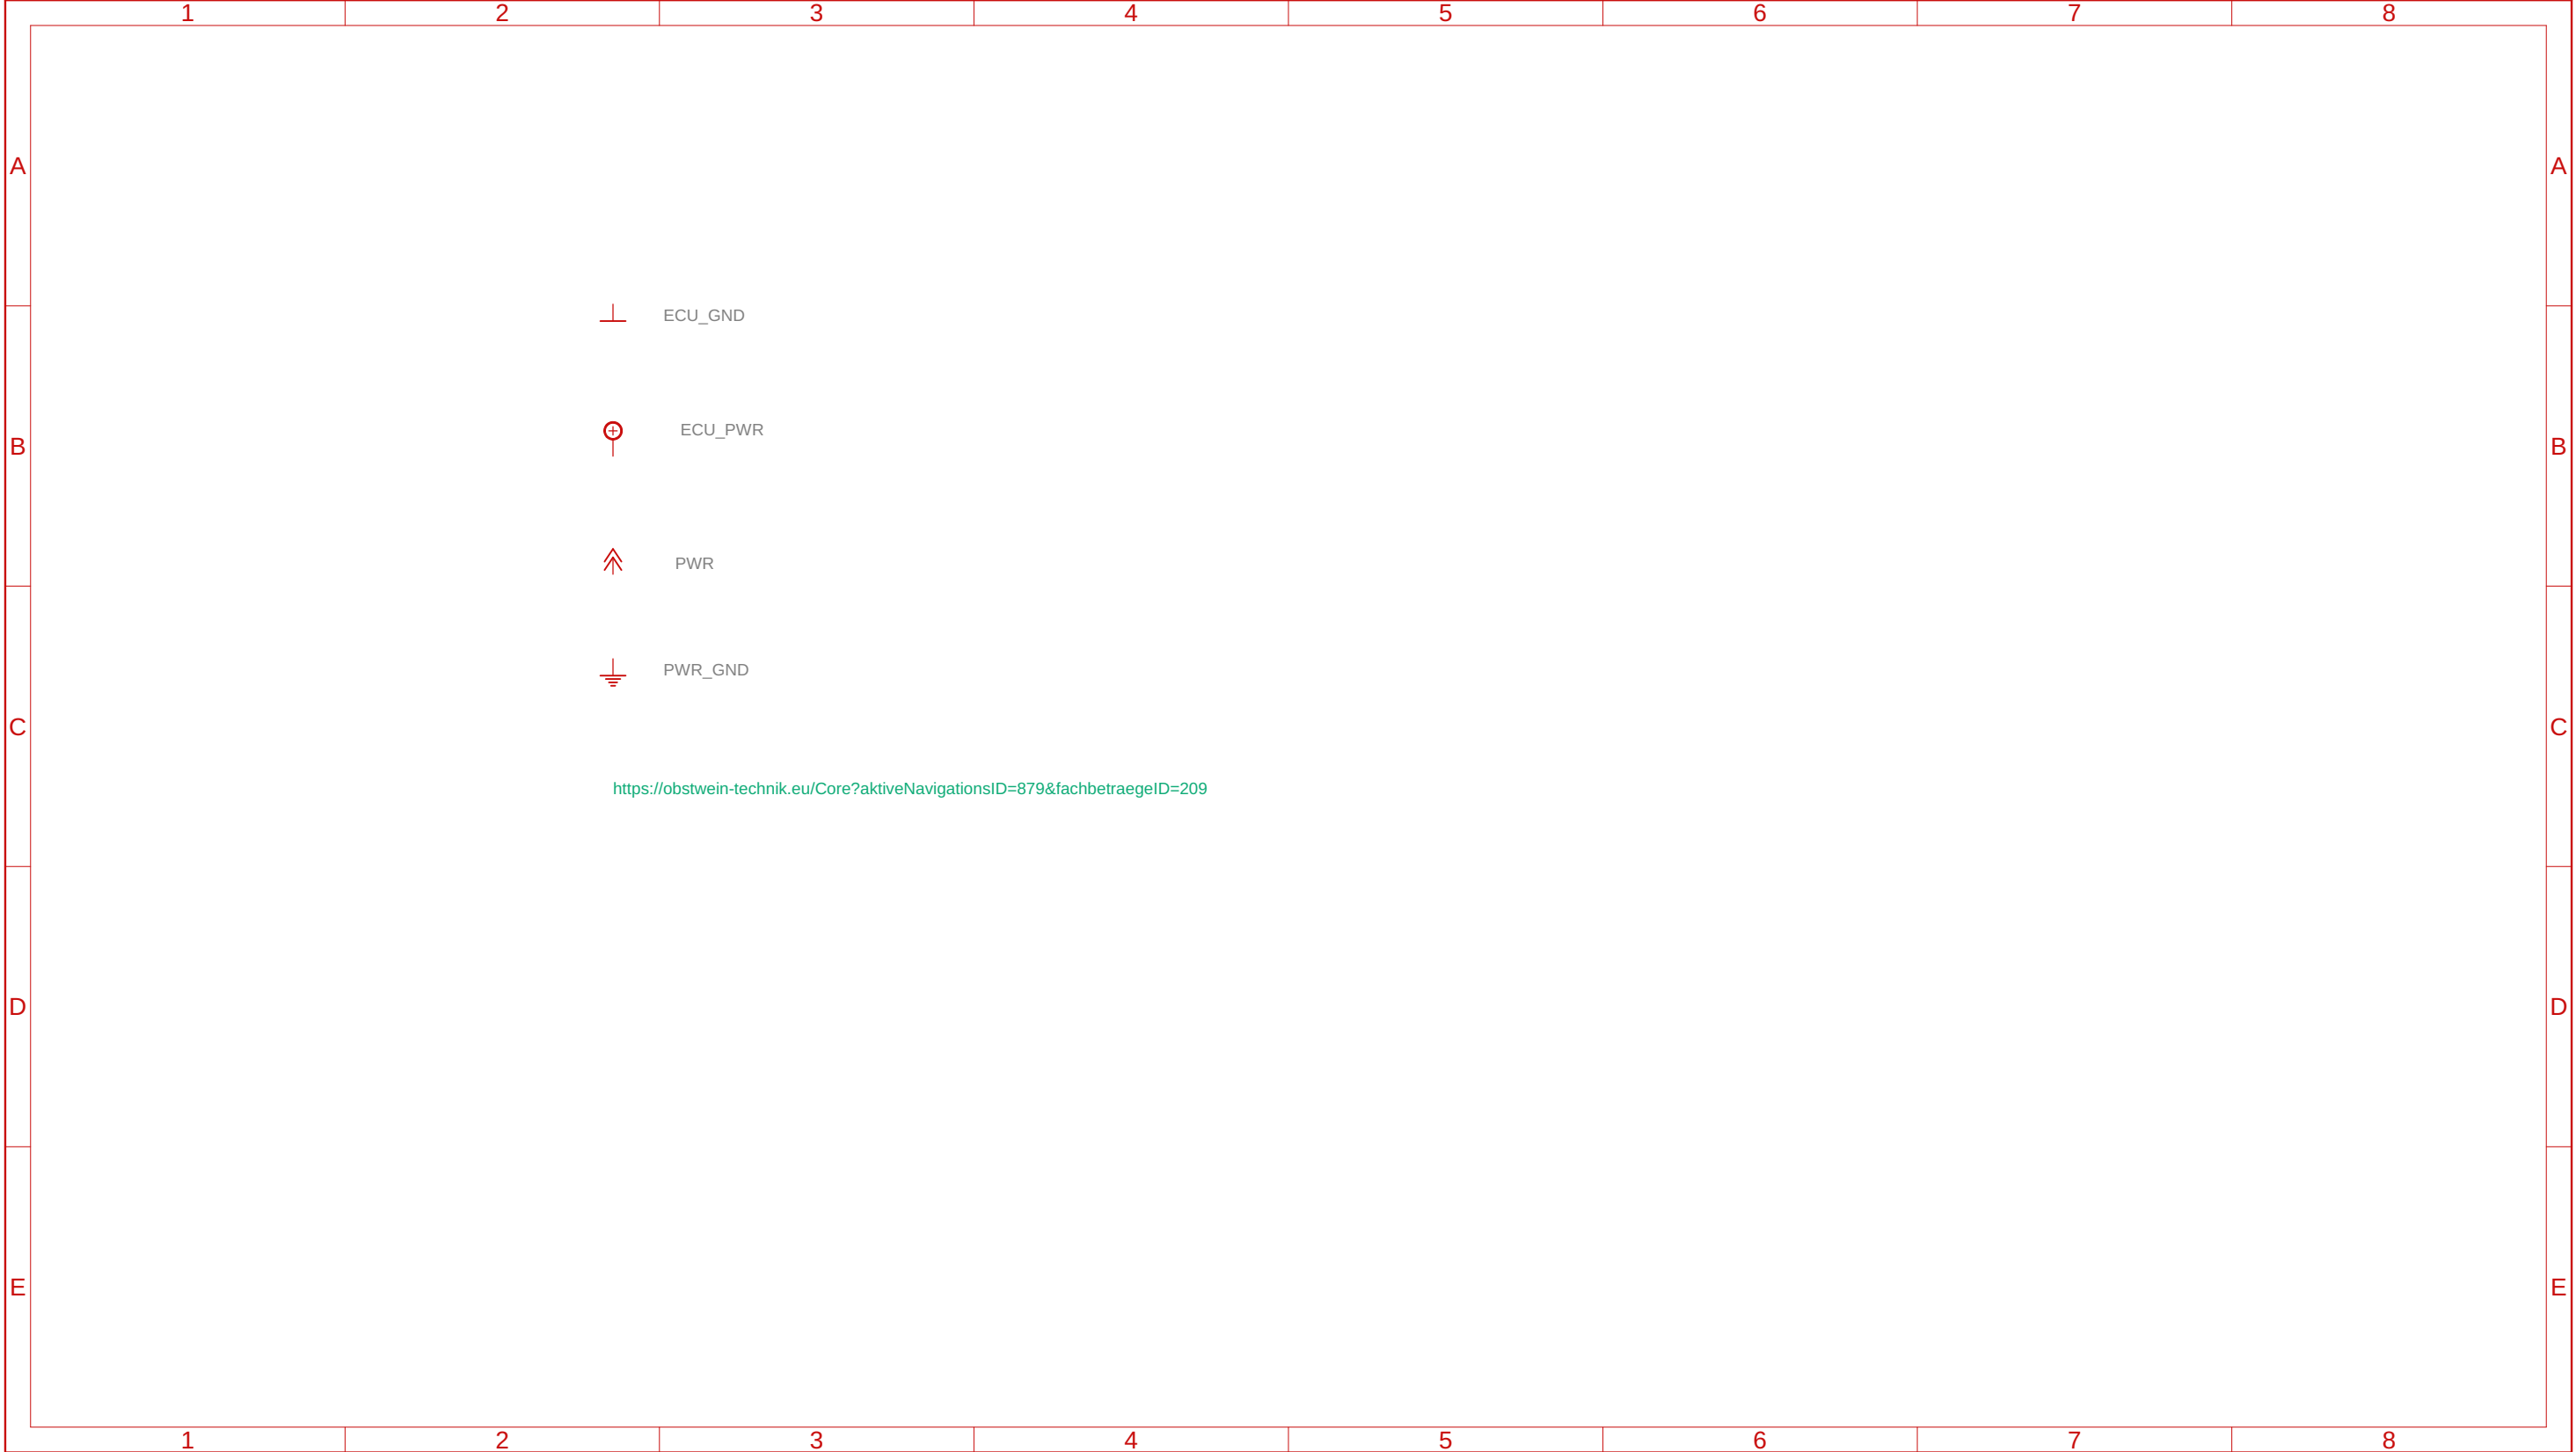 1 2 3 4 5 6 7 8
A A
ECU_GND
ECU_PWR
B B
PWR
PWR_GND
C C
https://obstwein-technik.eu/Core?aktiveNavigationsID=879&fachbetraegeID=209
D D
E E
1 2 3 4 5 6 7 8